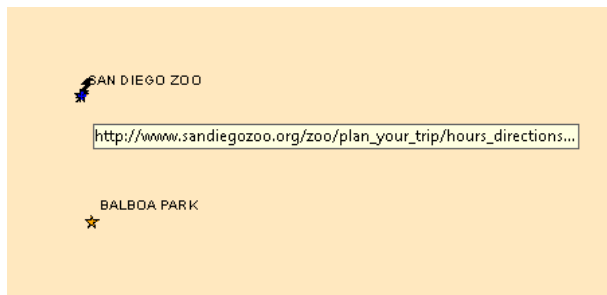 SAN DIEGO ZOO
http://www.sandiegozoo.org/zoo/plan_your_trip/hours_directions...
BALBOA PARK